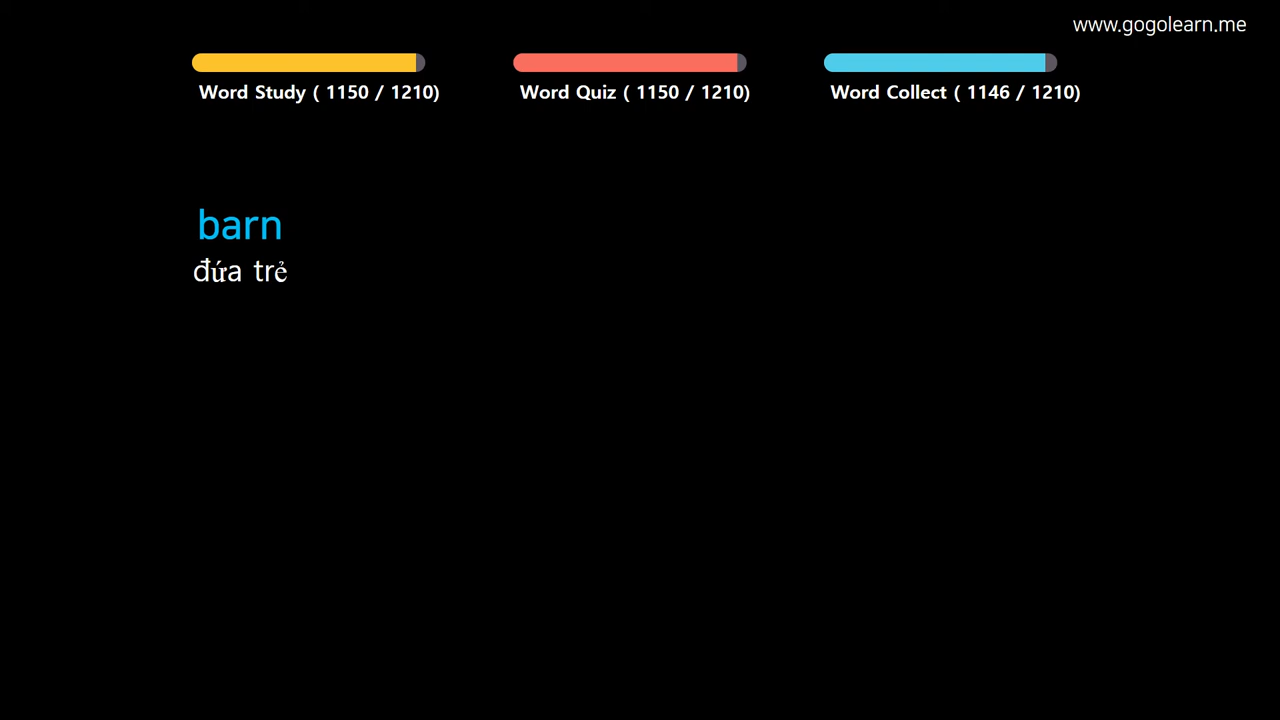 www.gogolearn.me
Word Study ( 1150 / 1210)
Word Quiz ( 1150 / 1210)
Word Collect ( 1146 / 1210)
barn
đứa trẻ